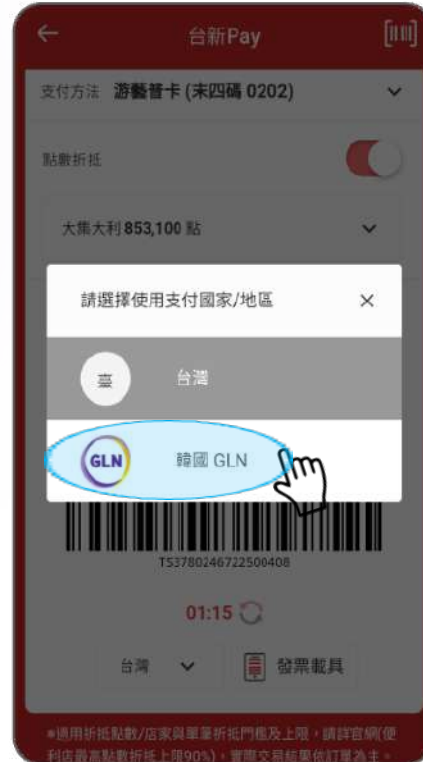 台新Pay
支付方法 游藝普卡 (末四碼 0202)
點數折抵
大集大利 853,100 點
請選擇使用支付國家/地區
臺 台灣
GLN 韓國 GLN
TS3780246722500408
01:15
台灣 發票載具
※適用折抵點數/店家與單筆折抵門檻及上限，請詳官網(便
利店最高點數折抵上限90%)，實際交易結果依訂單為主。